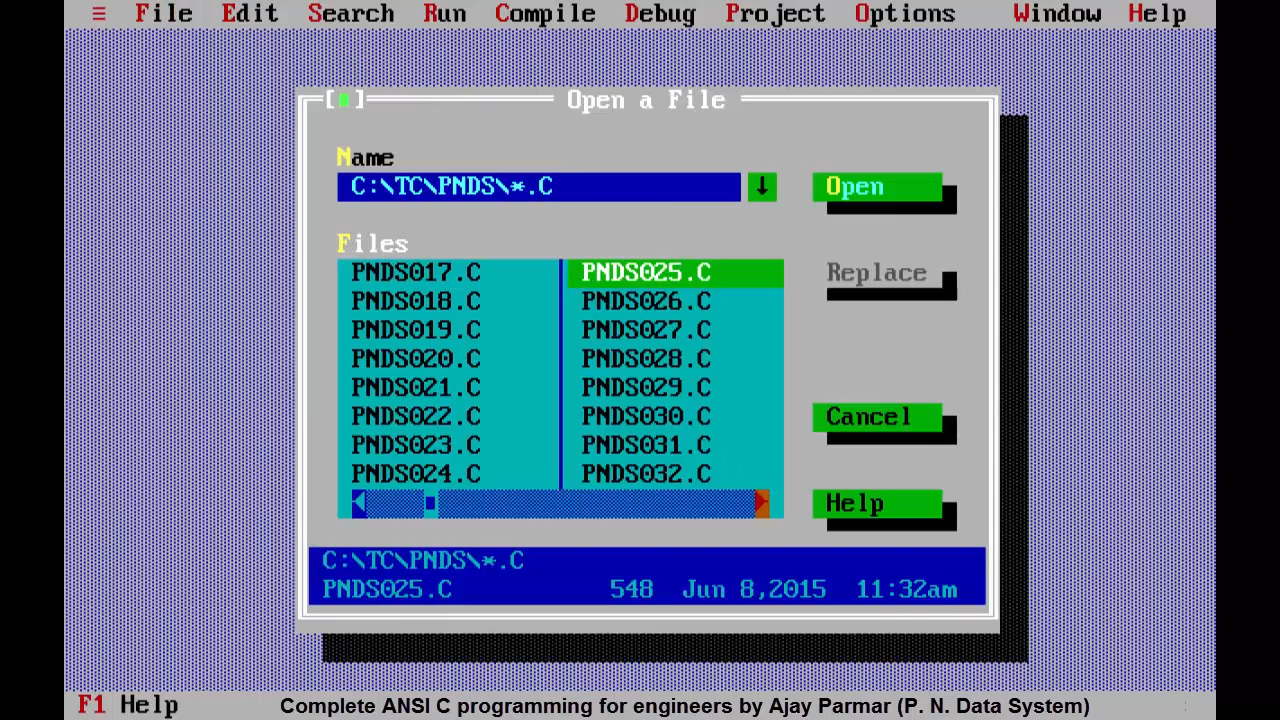 ≡ File Edit Search Run Compile Debug Project Options Window Help
[■] Open a File
Name
C:\TC\PNDS\*.C ↓ Open
Files
PNDS017.C PNDS025.C Replace
PNDS018.C PNDS026.C
PNDS019.C PNDS027.C
PNDS020.C PNDS028.C
PNDS021.C PNDS029.C
PNDS022.C PNDS030.C Cancel
PNDS023.C PNDS031.C
PNDS024.C PNDS032.C
Help
C:\TC\PNDS\*.C
PNDS025.C 548 Jun 8,2015 11:32am
F1 Help Complete ANSI C programming for engineers by Ajay Parmar (P. N. Data System)